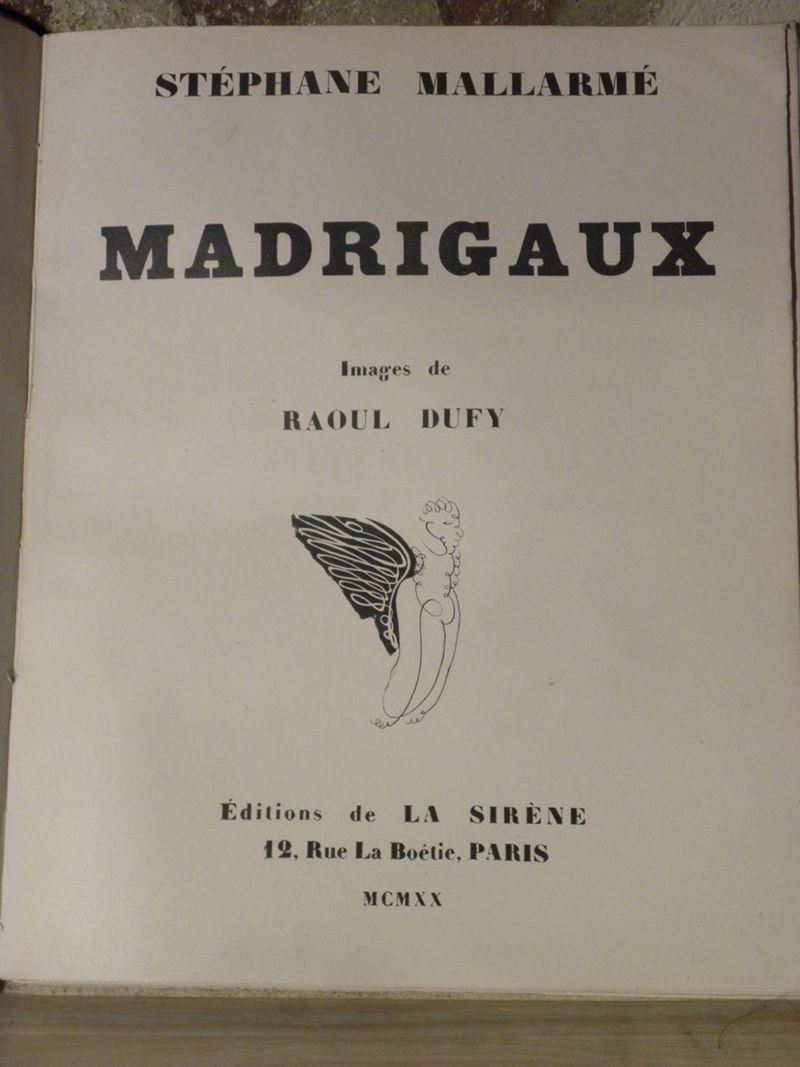 STÉPHANE MALLARMÉ
MADRIGAUX
Images de
RAOUL DUFY
Éditions de LA SIRÈNE
12, Rue La Boétie, PARIS
MCMXX